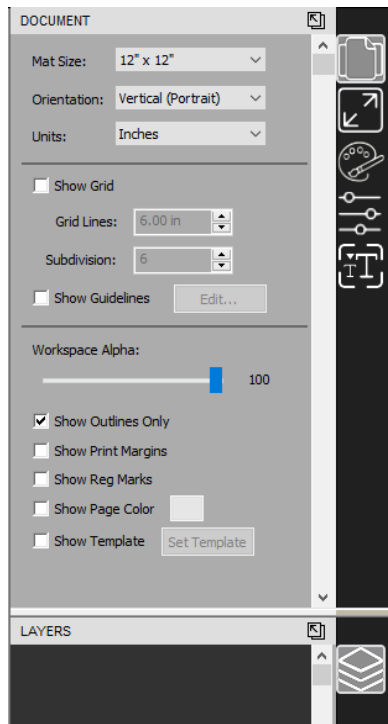 DOCUMENT
Mat Size: 12" x 12"
Orientation: Vertical (Portrait)
Units: Inches
Show Grid
Grid Lines: 6.00 in
Subdivision: 6
Show Guidelines Edit...
Workspace Alpha:
100
Show Outlines Only
Show Print Margins
Show Reg Marks
Show Page Color
Show Template Set Template
LAYERS